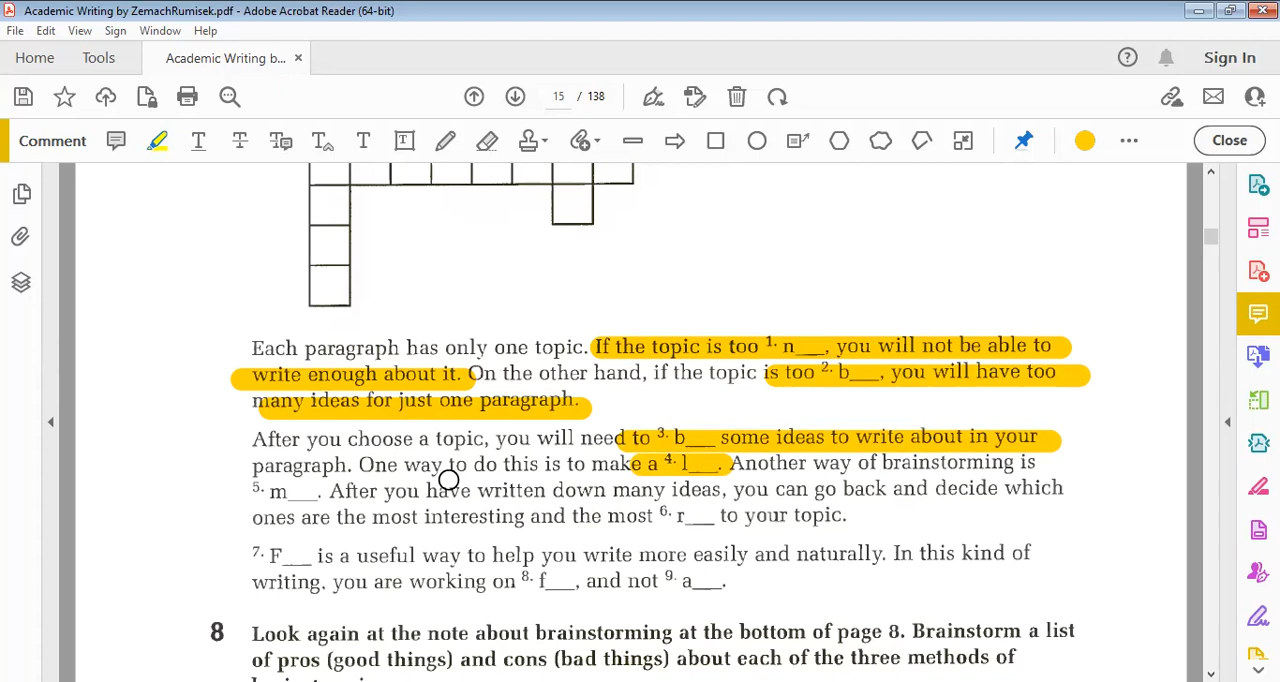 Academic Writing by ZemachRumisek.pdf - Adobe Acrobat Reader (64-bit)
File Edit View Sign Window Help
Home Tools Academic Writing b... ×
Sign In
15 / 138
Comment
Close
Each paragraph has only one topic. If the topic is too 1. n___, you will not be able to
write enough about it. On the other hand, if the topic is too 2. b___, you will have too
many ideas for just one paragraph.
After you choose a topic, you will need to 3. b___ some ideas to write about in your
paragraph. One way to do this is to make a 4. l___. Another way of brainstorming is
5. m___. After you have written down many ideas, you can go back and decide which
ones are the most interesting and the most 6. r___ to your topic.
7. F___ is a useful way to help you write more easily and naturally. In this kind of
writing, you are working on 8. f___, and not 9. a___.
8 Look again at the note about brainstorming at the bottom of page 8. Brainstorm a list
of pros (good things) and cons (bad things) about each of the three methods of